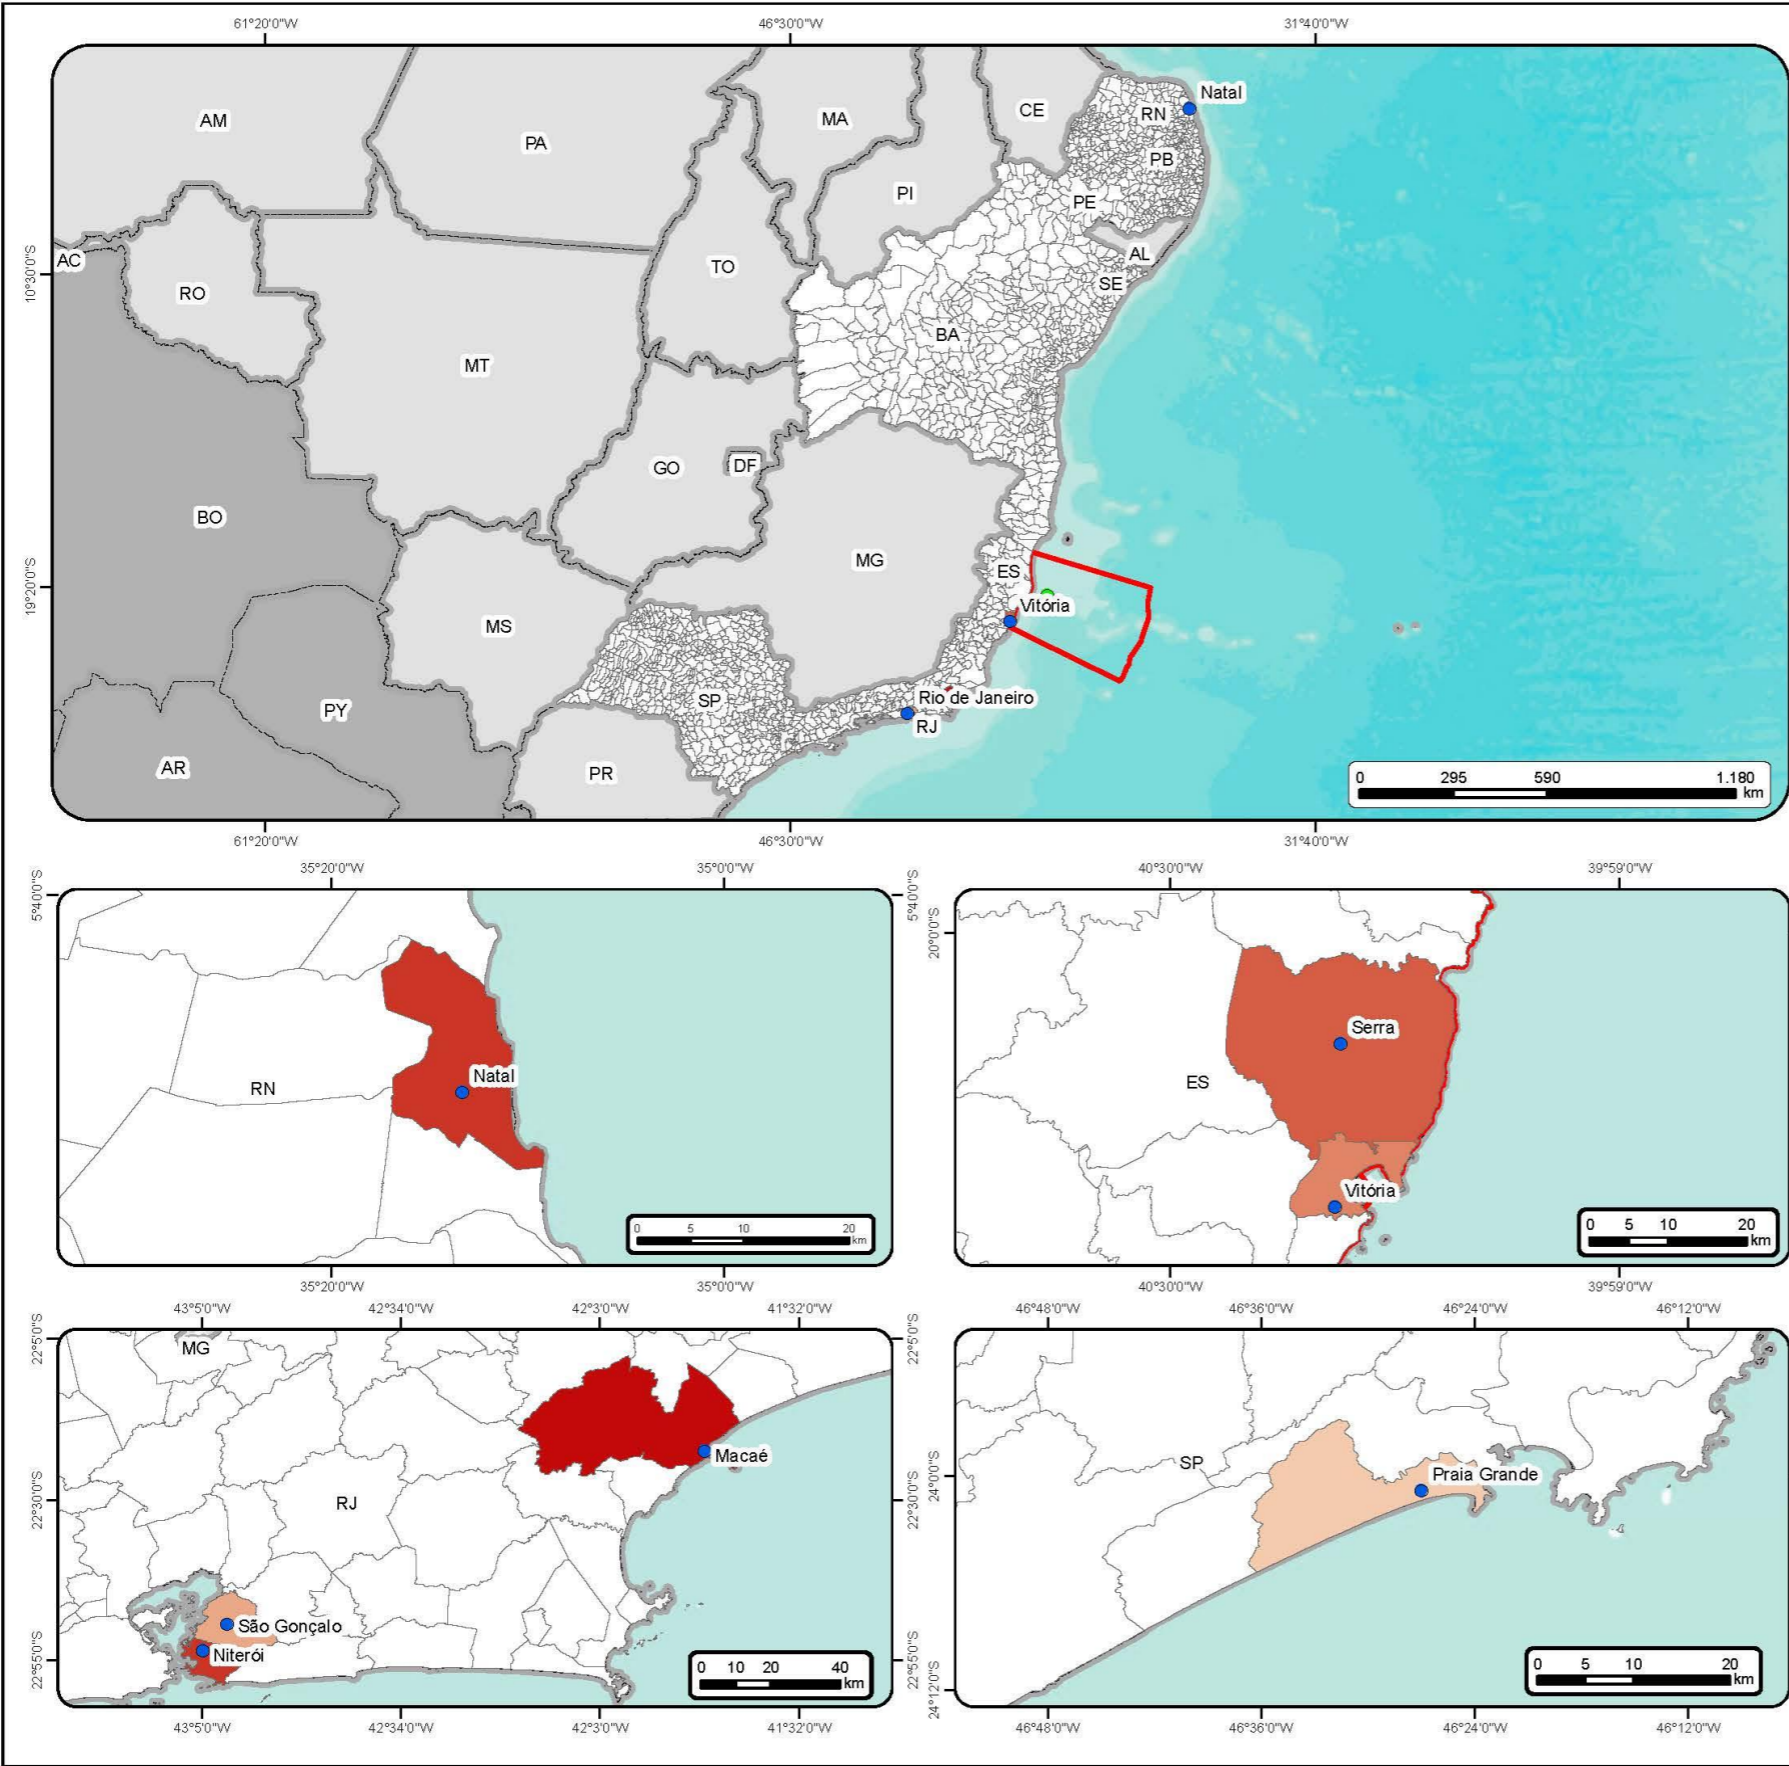 61°20'0"W 46°30'0"W 31°40'0"W
Natal
AM
MA
CE
RN
PA
PB
PI
PE
10°30'0"S
AC
AL
TO
RO
SE
BA
MT
GO
DF
BO
MG
ES
19°20'0"S
Vitória
MS
SP
Rio de Janeiro
PY
RJ
AR
PR
0 295 590 1.180
km
61°20'0"W 46°30'0"W 31°40'0"W
35°20'0"W 35°0'0"W
5°40'0"S
5°40'0"S
Natal
RN
0 5 10 20
km
35°20'0"W 35°0'0"W
40°30'0"W 39°59'0"W
20°0'0"S
Serra
ES
Vitória
0 5 10 20
km
40°30'0"W 39°59'0"W
43°5'0"W 42°34'0"W 42°3'0"W 41°32'0"W
22°5'0"S
22°5'0"S
MG
Macaé
RJ
22°30'0"S
22°30'0"S
São Gonçalo
Niterói
22°55'0"S
22°55'0"S
0 10 20 40
km
43°5'0"W 42°34'0"W 42°3'0"W 41°32'0"W
46°48'0"W 46°36'0"W 46°24'0"W 46°12'0"W
SP
Praia Grande
24°0'0"S
24°12'0"S
0 5 10 20
km
46°48'0"W 46°36'0"W 46°24'0"W 46°12'0"W